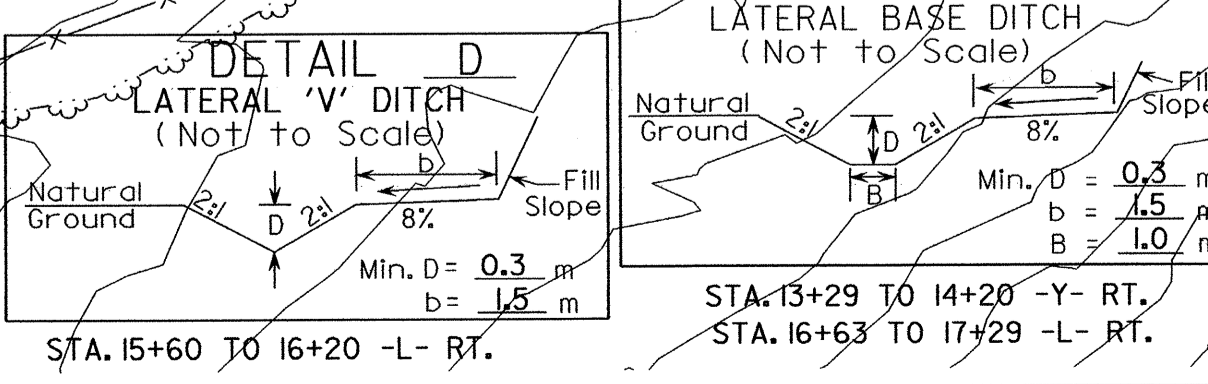 DETAIL D
LATERAL 'V' DITCH
(Not to Scale)
b
Natural
Ground
2:1
D
2:1
8%
Fill
Slope
Min. D= 0.3 m
b= 1.5 m
STA. 15+60 TO 16+20 -L- RT.
LATERAL BASE DITCH
(Not to Scale)
b
Natural
Ground
2:1
D
2:1
8%
Fill
Slope
B
Min. D = 0.3 m
b = 1.5 m
B = 1.0 m
STA. 13+29 TO 14+20 -Y- RT.
STA. 16+63 TO 17+29 -L- RT.